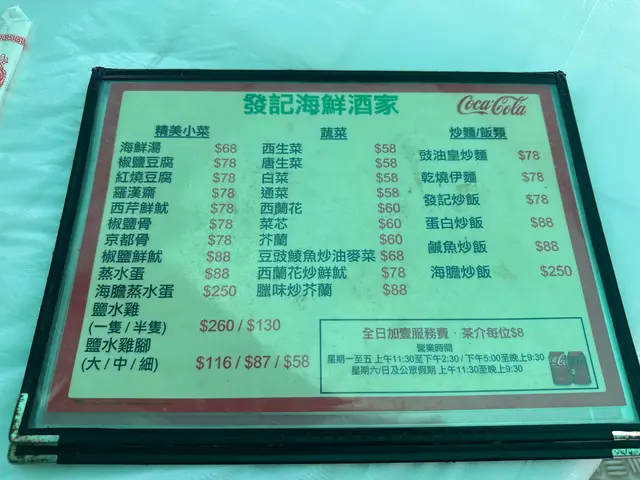 發記海鮮酒家
Coca-Cola
精美小菜
海鮮湯 $68
椒鹽豆腐 $78
紅燒豆腐 $78
羅漢齋 $78
西芹鮮魷 $78
椒鹽骨 $78
京都骨 $78
椒鹽鮮魷 $88
蒸水蛋 $88
海膽蒸水蛋 $250
鹽水雞
(一隻/半隻) $260 / $130
鹽水雞腳
(大/中/細) $116 / $87 / $58
蔬菜
西生菜 $58
唐生菜 $58
白菜 $58
通菜 $58
西蘭花 $60
菜芯 $60
芥蘭 $60
豆豉鯪魚炒油麥菜 $68
西蘭花炒鮮魷 $78
臘味炒芥蘭 $88
炒麵/飯類
豉油皇炒麵 $78
乾燒伊麵 $78
發記炒飯 $78
蛋白炒飯 $88
鹹魚炒飯 $88
海膽炒飯 $250
全日加壹服務費·茶介每位$8
營業時間
星期一至五 上午11:30至下午2:30 / 下午5:00至晚上9:30
星期六/日及公眾假期 上午11:30至晚上9:30